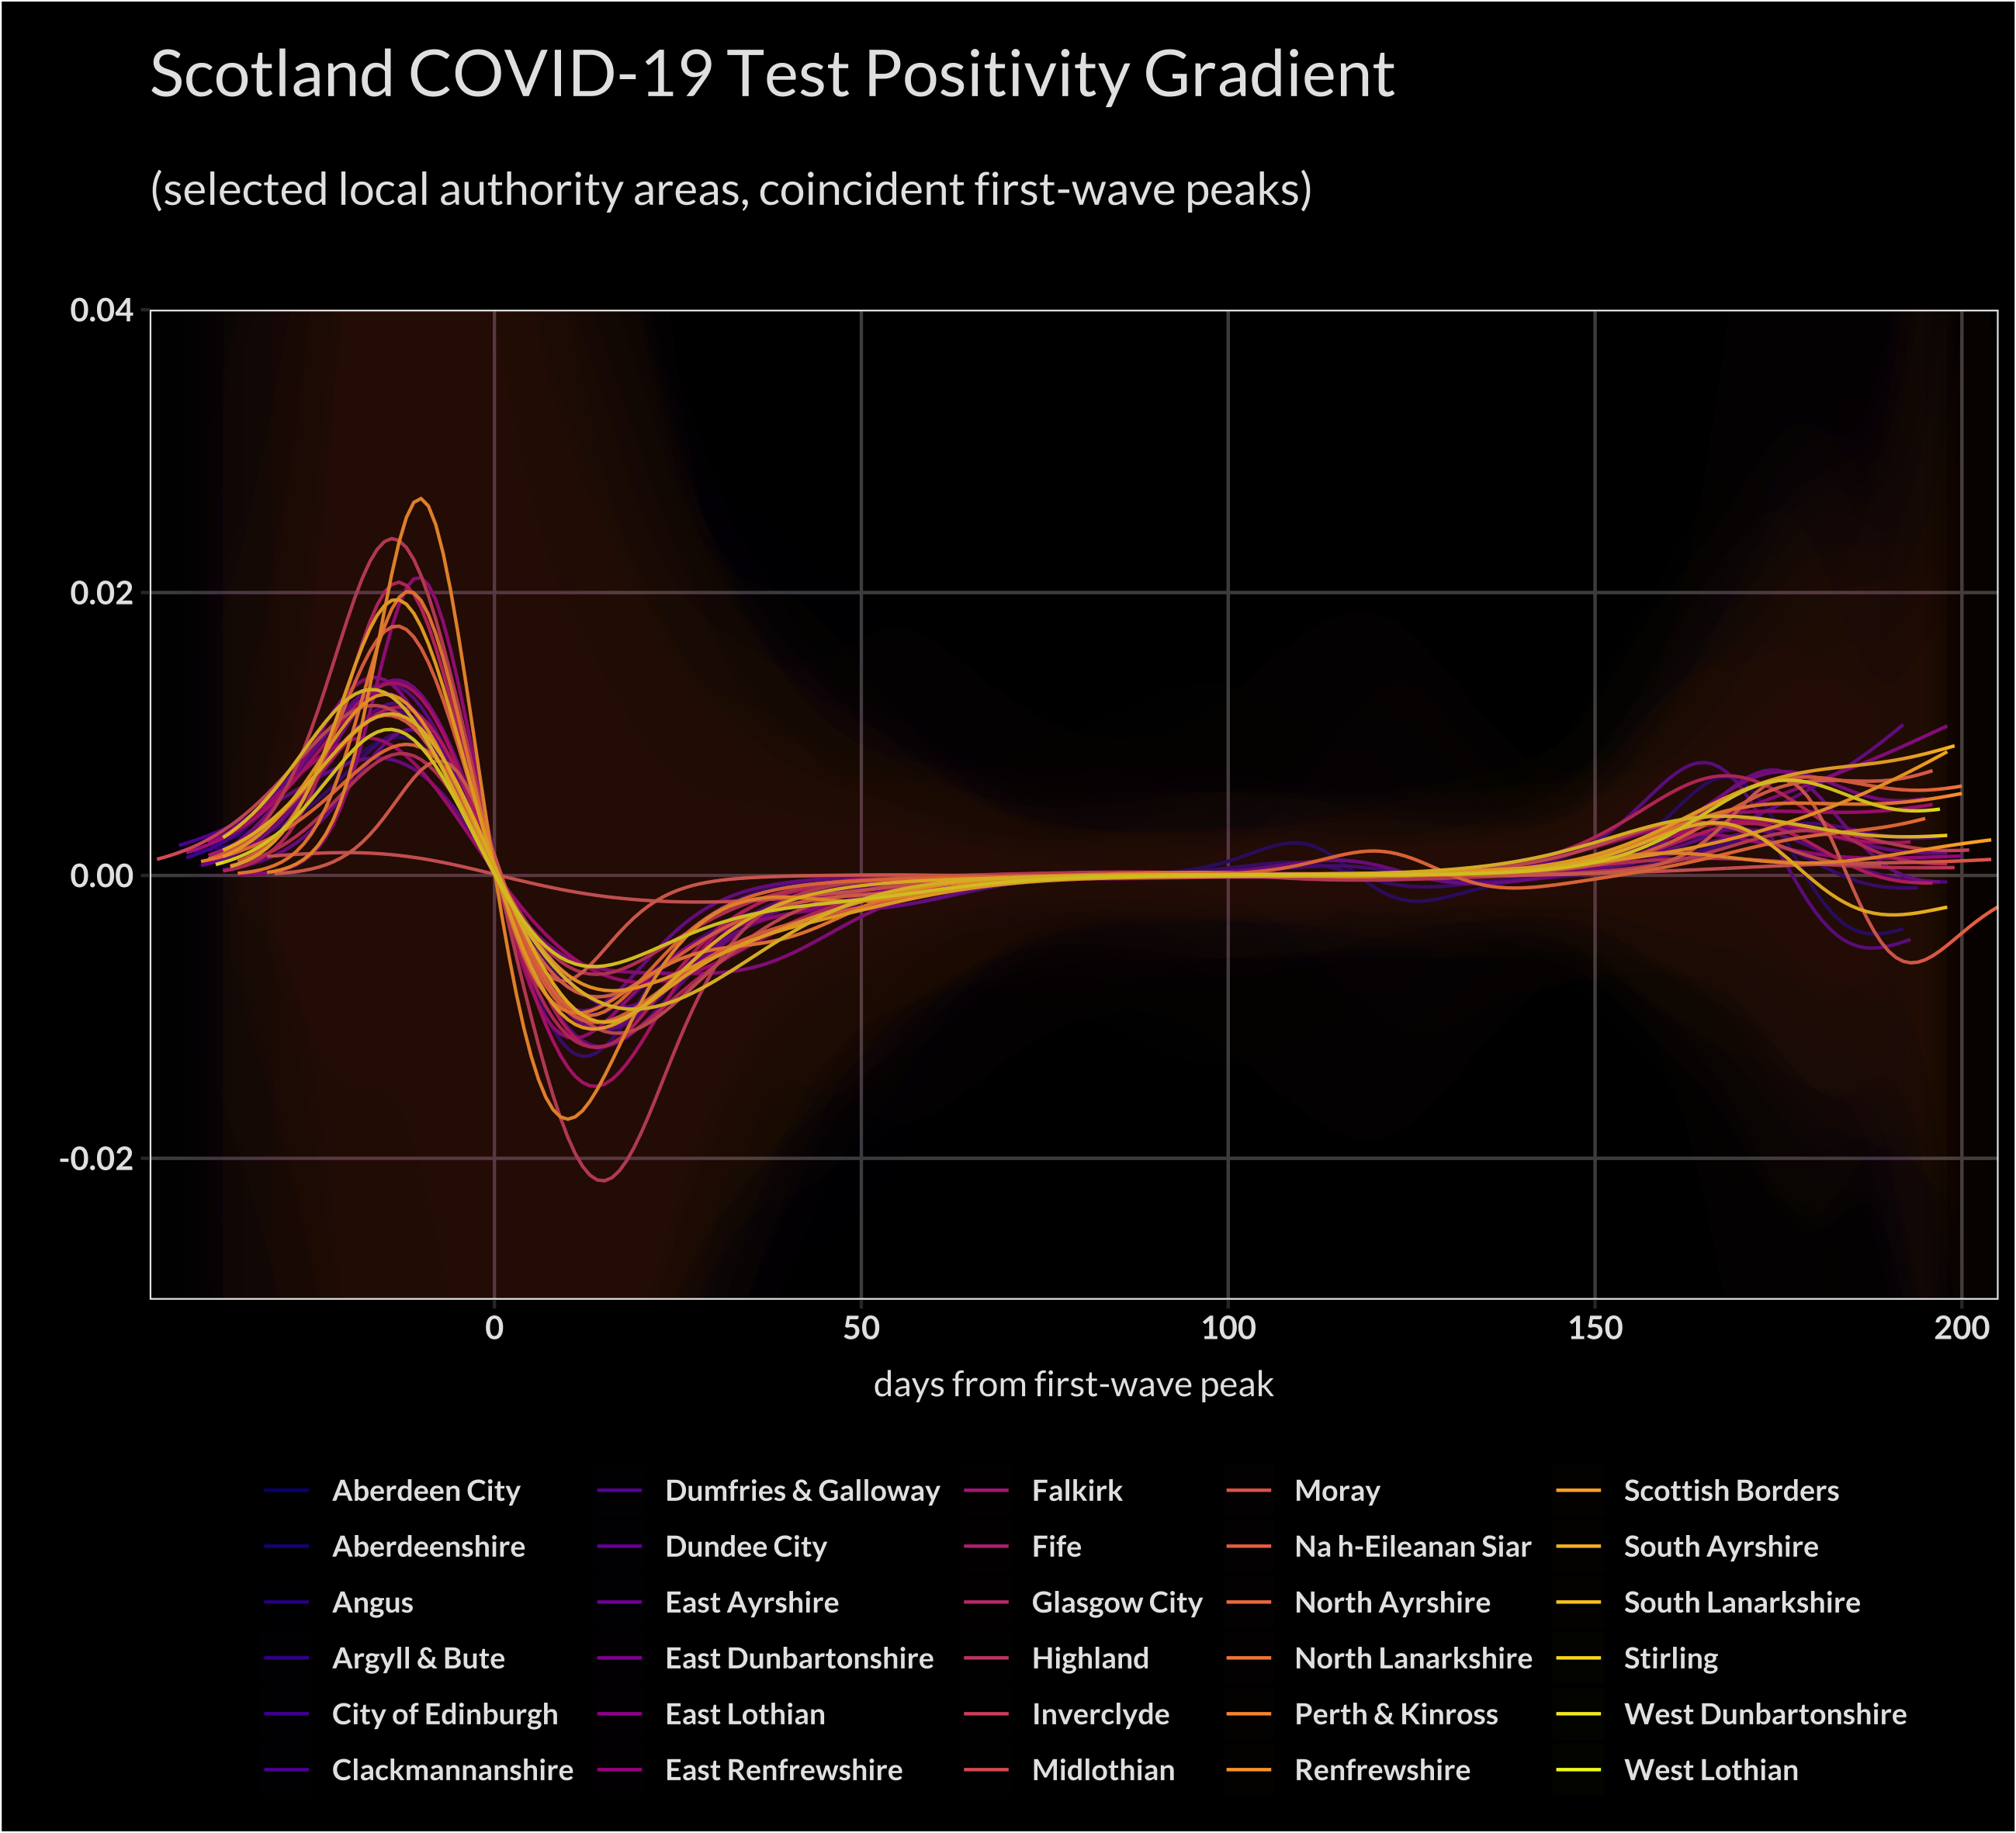 Scotland COVID-19 Test Positivity Gradient
(selected local authority areas, coincident first-wave peaks)
0.04
0.02
0.00
-0.02
0 50 100 150 200
days from first-wave peak
Aberdeen City Dumfries & Galloway Falkirk Moray Scottish Borders
Aberdeenshire Dundee City Fife Na h-Eileanan Siar South Ayrshire
Angus East Ayrshire Glasgow City North Ayrshire South Lanarkshire
Argyll & Bute East Dunbartonshire Highland North Lanarkshire Stirling
City of Edinburgh East Lothian Inverclyde Perth & Kinross West Dunbartonshire
Clackmannanshire East Renfrewshire Midlothian Renfrewshire West Lothian